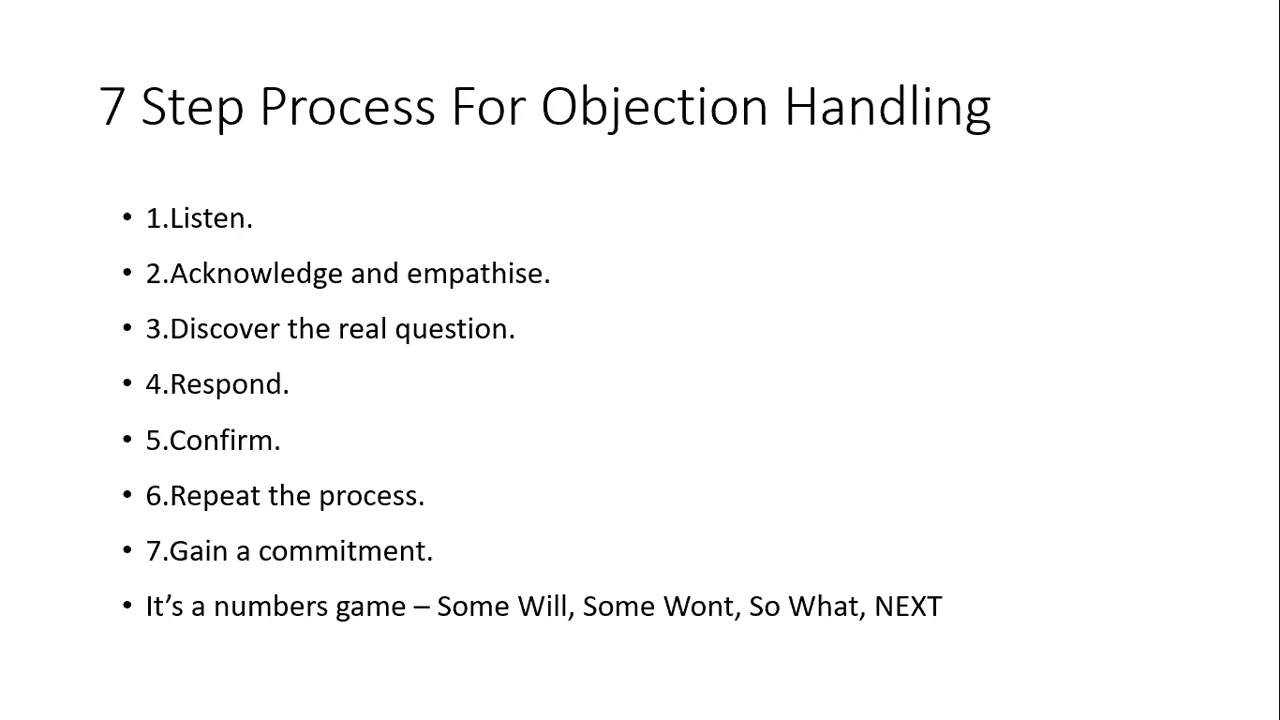 7 Step Process For Objection Handling
• 1.Listen.
• 2.Acknowledge and empathise.
• 3.Discover the real question.
• 4.Respond.
• 5.Confirm.
• 6.Repeat the process.
• 7.Gain a commitment.
• It’s a numbers game – Some Will, Some Wont, So What, NEXT